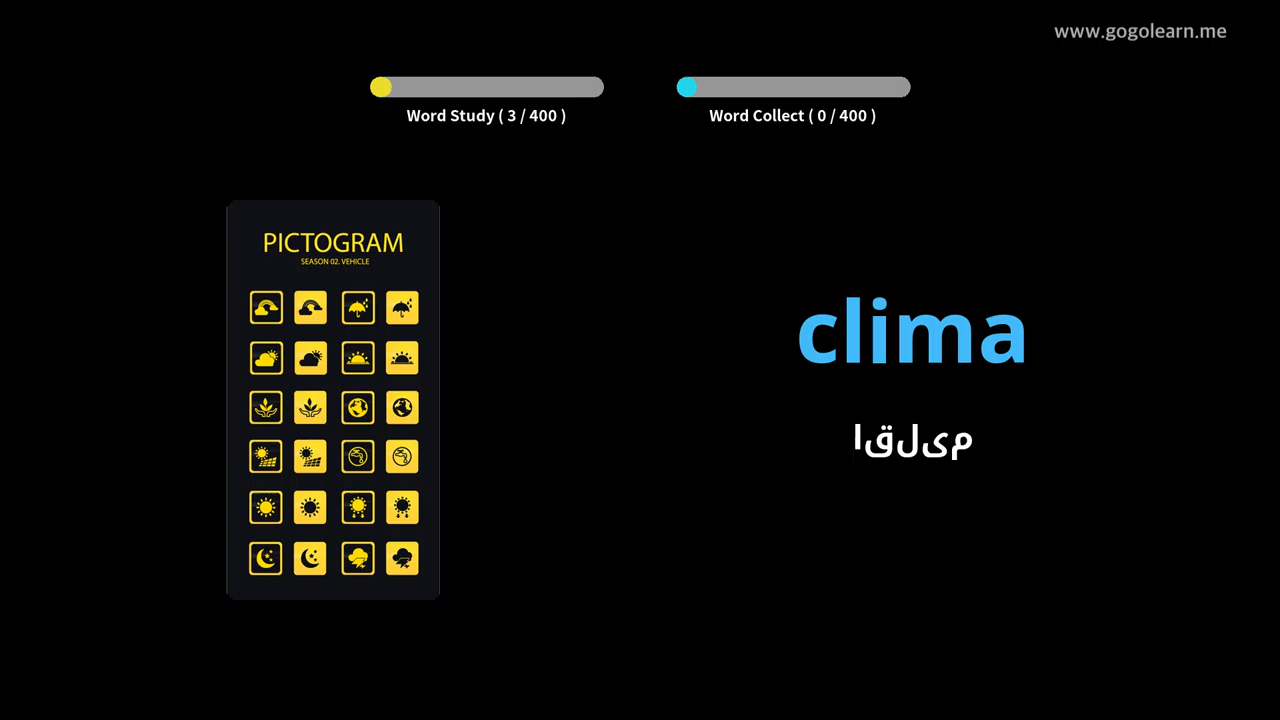 www.gogolearn.me
Word Study ( 3 / 400 )
Word Collect ( 0 / 400 )
PICTOGRAM
SEASON 02. VEHICLE
clima
اقلیم